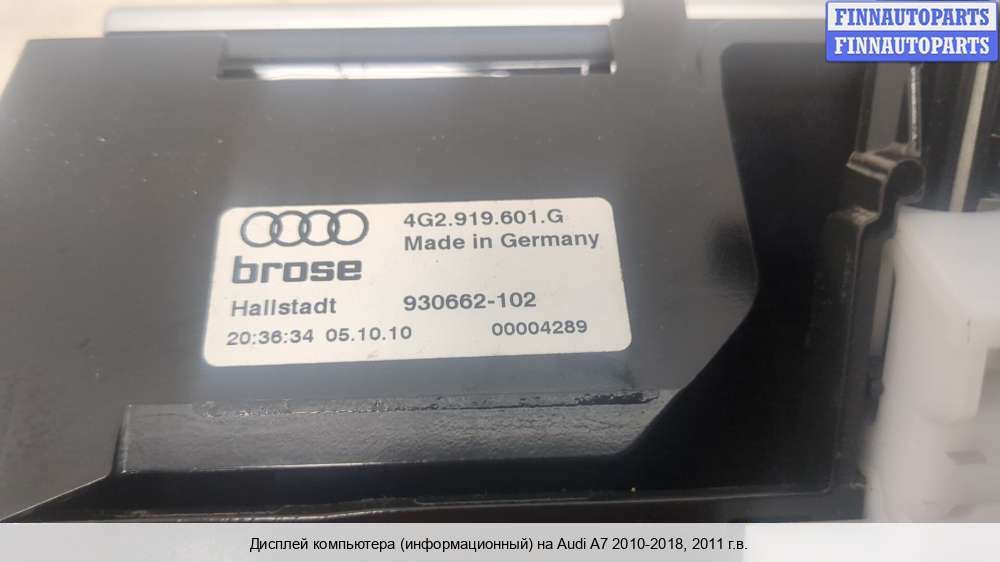 FINNAUTOPARTS
FINNAUTOPARTS
4G2.919.601.G
Made in Germany
brose
Hallstadt 930662-102
20:36:34 05.10.10 00004289
Дисплей компьютера (информационный) на Audi A7 2010-2018, 2011 г.в.